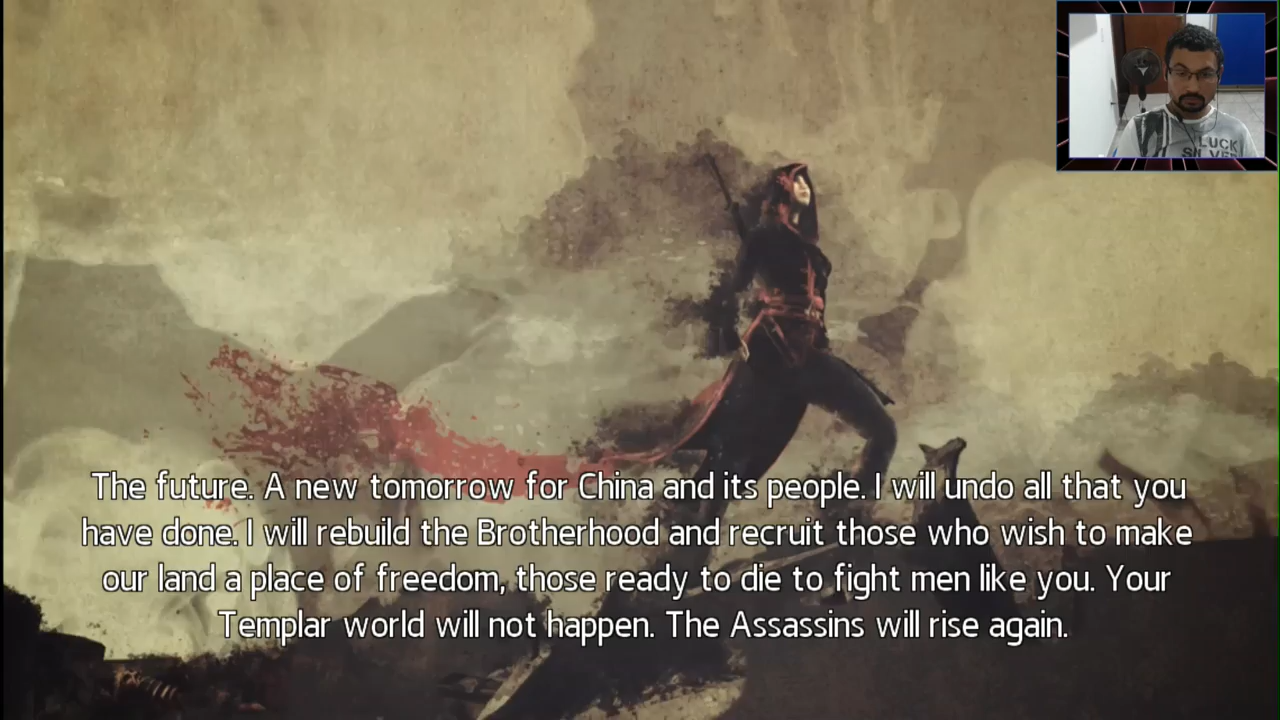 LUCK
The future. A new tomorrow for China and its people. I will undo all that you
have done. I will rebuild the Brotherhood and recruit those who wish to make
our land a place of freedom, those ready to die to fight men like you. Your
Templar world will not happen. The Assassins will rise again.